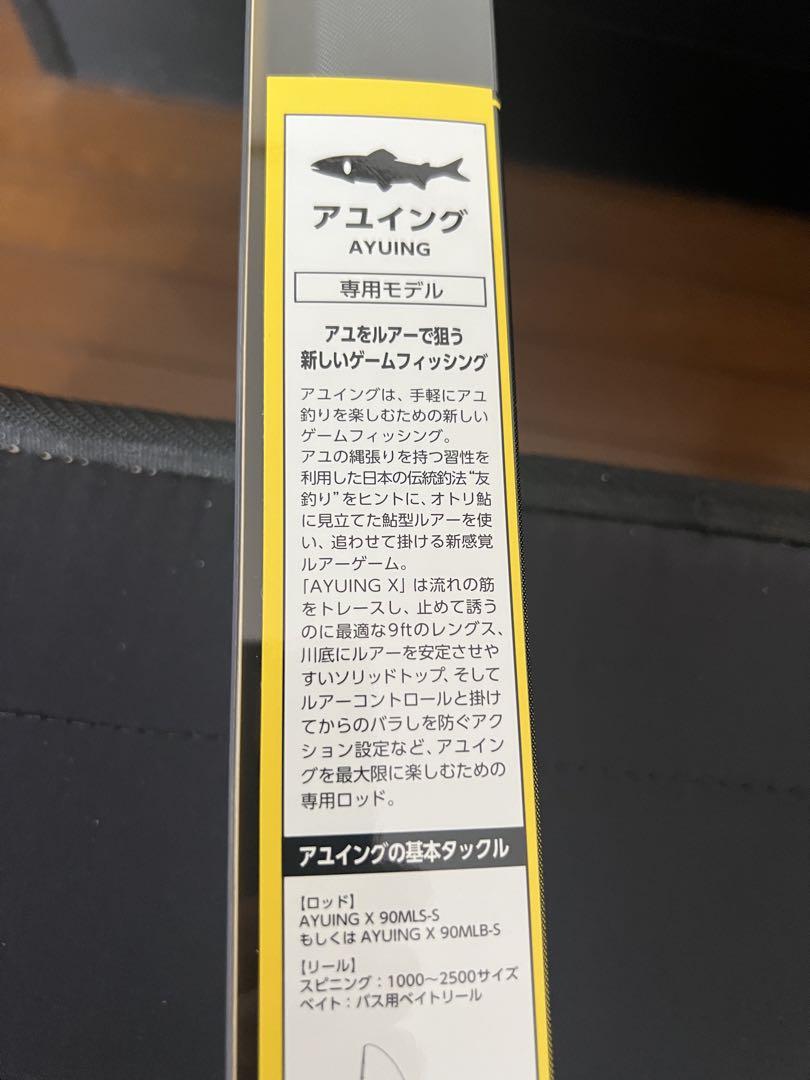 アユイング
AYUING
専用モデル
アユをルアーで狙う
新しいゲームフィッシング
アユイングは、手軽にアユ
釣りを楽しむための新しい
ゲームフィッシング。
アユの縄張りを持つ習性を
利用した日本の伝統釣法“友
釣り”をヒントに、オトリ鮎
に見立てた鮎型ルアーを使
い、追わせて掛ける新感覚
ルアーゲーム。
「AYUING X」は流れの筋
をトレースし、止めて誘う
のに最適な9ftのレングス、
川底にルアーを安定させや
すいソリッドトップ、そして
ルアーコントロールと掛け
てからのバラしを防ぐアク
ション設定など、アユイン
グを最大限に楽しむための
専用ロッド。
アユイングの基本タックル
【ロッド】
AYUING X 90MLS-S
もしくは AYUING X 90MLB-S
【リール】
スピニング：1000～2500サイズ
ベイト：バス用ベイトリール